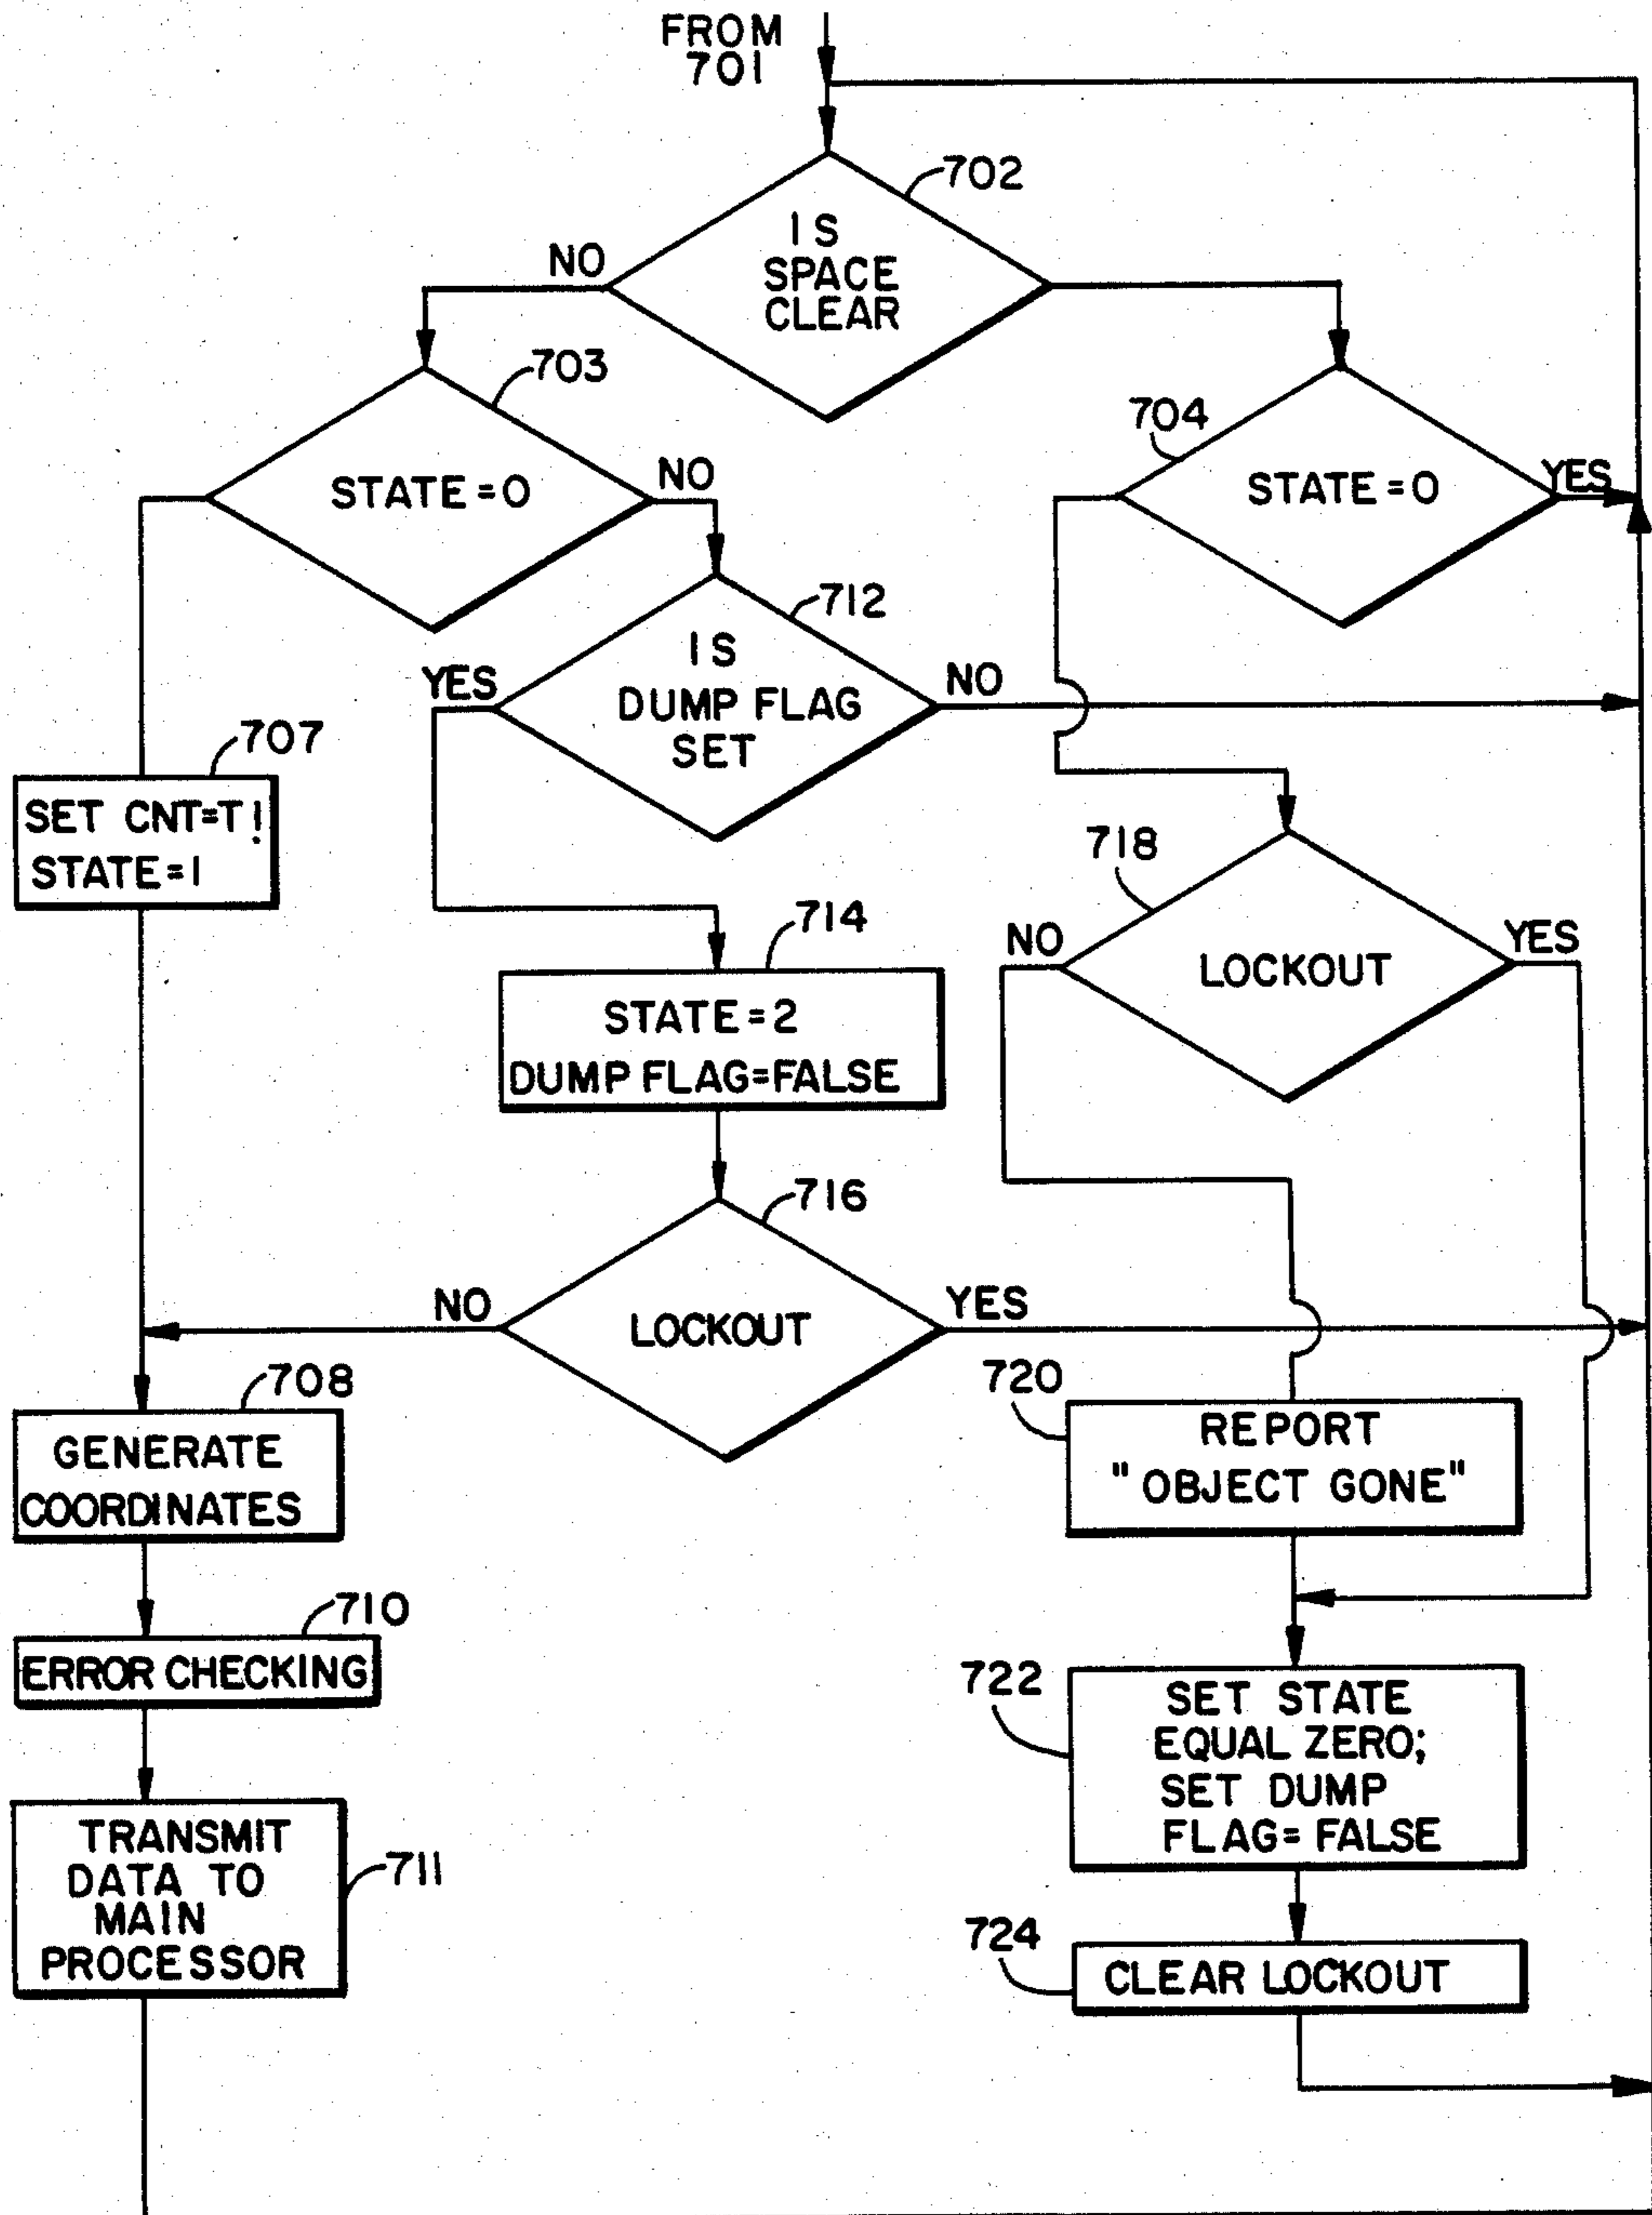 FROM
701
702
IS
SPACE
CLEAR
NO
703
STATE=0
NO
704
STATE=0
YES
712
IS
DUMP FLAG
SET
YES
NO
707
SET CNT=T!
STATE=1
718
LOCKOUT
NO
YES
714
STATE=2
DUMP FLAG=FALSE
716
LOCKOUT
NO
YES
708
GENERATE
COORDINATES
720
REPORT
"OBJECT GONE"
710
ERROR CHECKING
722
SET STATE
EQUAL ZERO;
SET DUMP
FLAG= FALSE
711
TRANSMIT
DATA TO
MAIN
PROCESSOR
724
CLEAR LOCKOUT